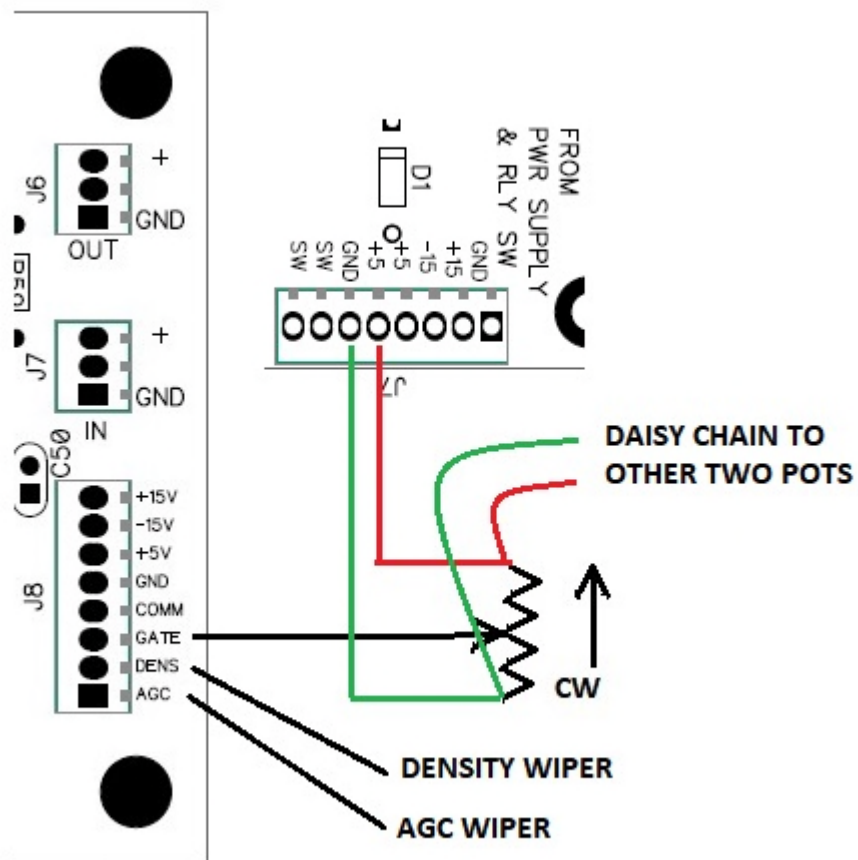 J6
+
GND
OUT
R52
J7
+
GND
IN
C50
J8
+15V
-15V
+5V
GND
COMM
GATE
DENS
AGC
D1
FROM
PWR SUPPLY
& RLY SW
SW
SW
GND
+5
+5
-15
+15
GND
J7
DAISY CHAIN TO
OTHER TWO POTS
CW
DENSITY WIPER
AGC WIPER